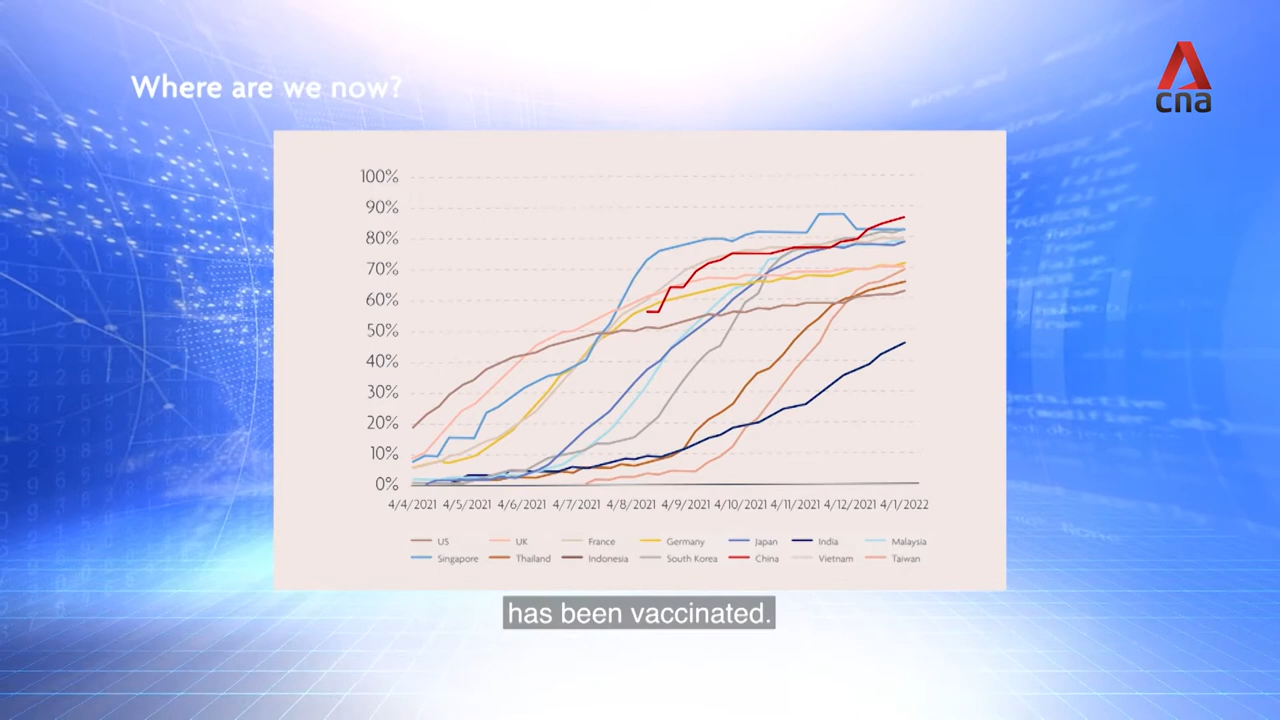 Where are we now?
cna
100%
90%
80%
70%
60%
50%
40%
30%
20%
10%
0%
4/4/2021 4/5/2021 4/6/2021 4/7/2021 4/8/2021 4/9/2021 4/10/2021 4/11/2021 4/12/2021 4/1/2022
US UK France Germany Japan India Malaysia
Singapore Thailand Indonesia South Korea China Vietnam Taiwan
has been vaccinated.